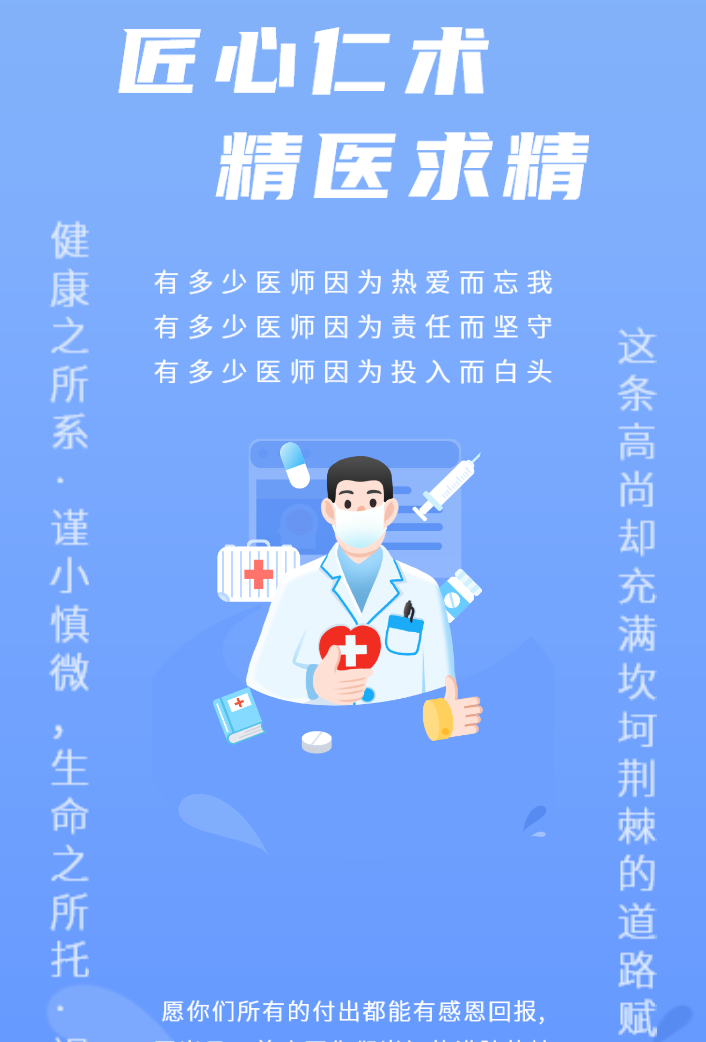 匠心仁术
精医求精
健康之所系·谨小慎微,生命之所托·
有多少医师因为热爱而忘我
有多少医师因为责任而坚守
有多少医师因为投入而白头
这条高尚却充满坎坷荆棘的道路赋
愿你们所有的付出都能有感恩回报,